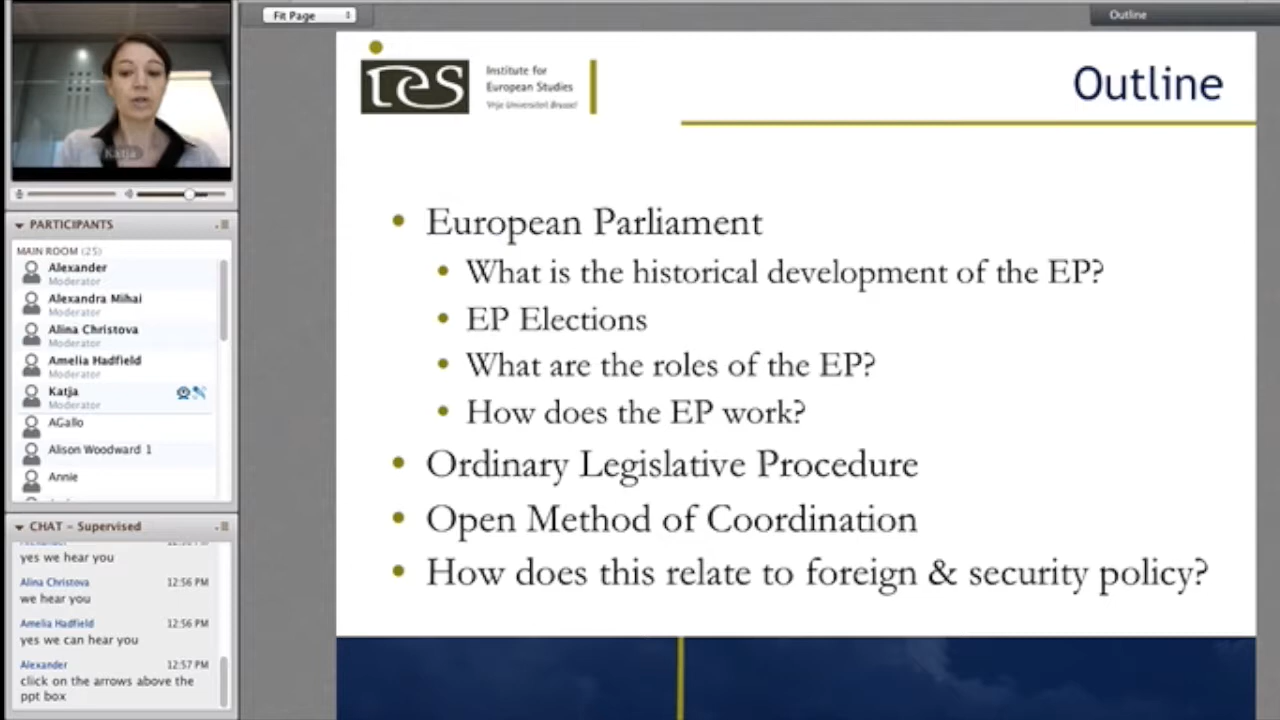 Fit Page
Outline
Katja
PARTICIPANTS
MAIN ROOM (25)
Alexander
Moderator
Alexandra Mihai
Moderator
Alina Christova
Moderator
Amelia Hadfield
Moderator
Katja
Moderator
AGallo
Alison Woodward 1
Annie
CHAT – Supervised
yes we hear you
Alina Christova 12:56 PM
we hear you
Amelia Hadfield 12:56 PM
yes we can hear you
Alexander 12:57 PM
click on the arrows above the
ppt box
ies
Institute for
European Studies
Vrije Universiteit Brussel
Outline
• European Parliament
• What is the historical development of the EP?
• EP Elections
• What are the roles of the EP?
• How does the EP work?
• Ordinary Legislative Procedure
• Open Method of Coordination
• How does this relate to foreign & security policy?